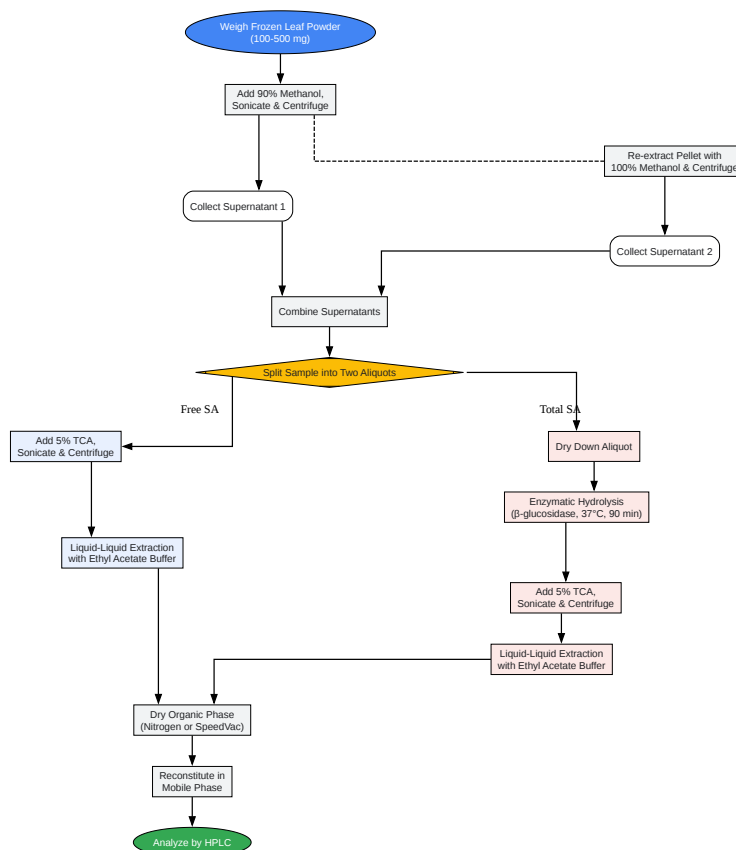 Weigh Frozen Leaf Powder
(100-500 mg)
Add 90% Methanol,
Sonicate & Centrifuge
Re-extract Pellet with
100% Methanol & Centrifuge
Collect Supernatant 1
Collect Supernatant 2
Combine Supernatants
Split Sample into Two Aliquots
Free SA
Total SA
Add 5% TCA,
Sonicate & Centrifuge
Dry Down Aliquot
Enzymatic Hydrolysis
(β-glucosidase, 37°C, 90 min)
Liquid-Liquid Extraction
with Ethyl Acetate Buffer
Add 5% TCA,
Sonicate & Centrifuge
Liquid-Liquid Extraction
with Ethyl Acetate Buffer
Dry Organic Phase
(Nitrogen or SpeedVac)
Reconstitute in
Mobile Phase
Analyze by HPLC